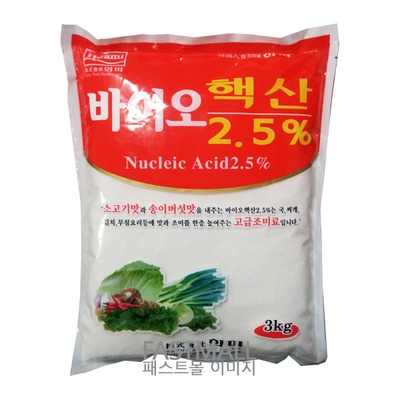 바이오
핵산
2.5%
Nucleic Acid2.5%
"소고기맛과 송이버섯맛을 내주는 바이오핵산2.5%는 국,찌개,
김치,무침요리등에 맛과 조미를 한층 높여주는 고급조미료입니다."
3kg
패스트몰 이미지